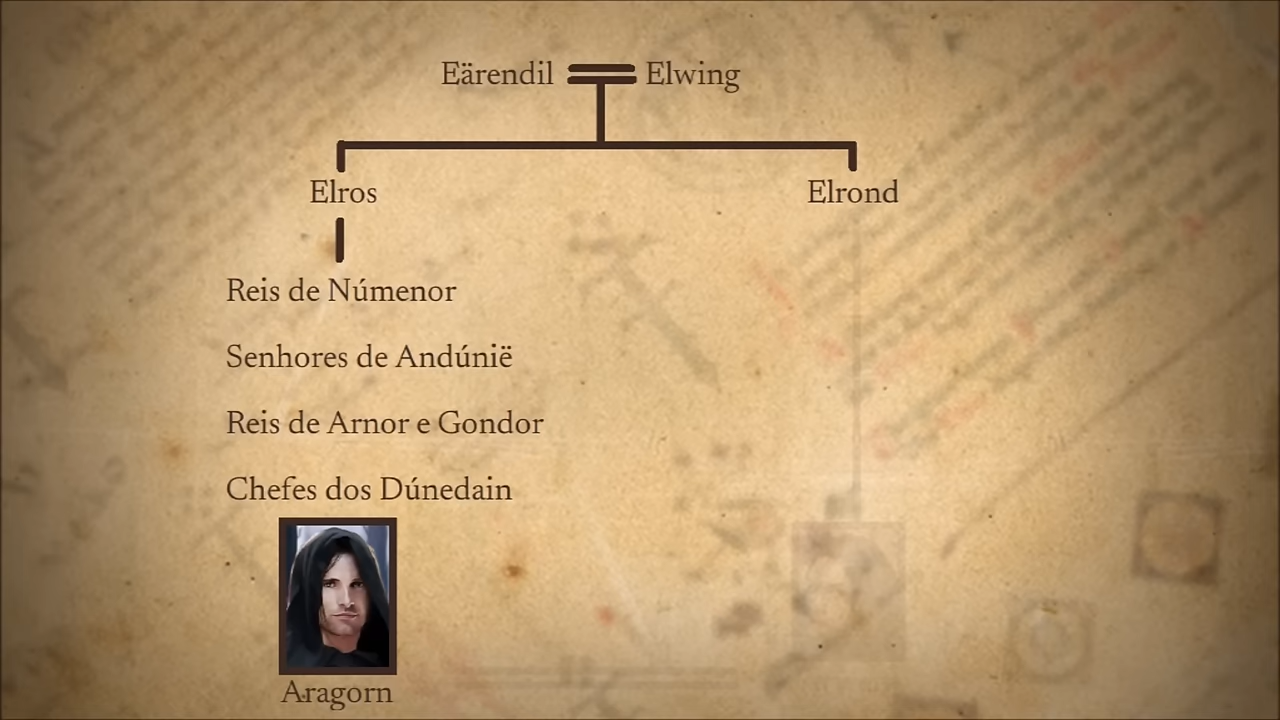 Eärendil Elwing
Elros Elrond
Reis de Númenor
Senhores de Andúnië
Reis de Arnor e Gondor
Chefes dos Dúnedain
Aragorn